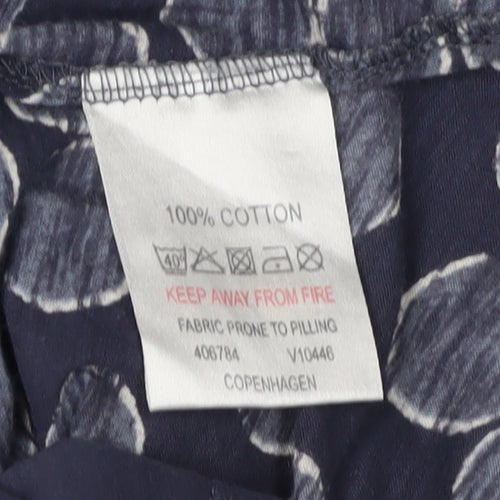 100% COTTON
40°
KEEP AWAY FROM FIRE
FABRIC PRONE TO PILLING
406784 V10446
COPENHAGEN